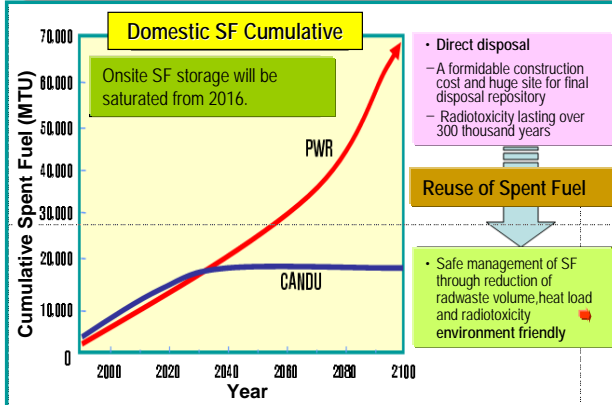 Domestic SF Cumulative
Onsite SF storage will be
saturated from 2016.
Cumulative Spent Fuel (MTU)
70.000
60.000
50.000
40.000
30.000
20.000
10.000
0
PWR
CANDU
2000
2020
2040
2060
2080
2100
Year
• Direct disposal
– A formidable construction
cost and huge site for final
disposal repository
– Radiotoxicity lasting over
300 thousand years
Reuse of Spent Fuel
• Safe management of SF
through reduction of
radwaste volume,heat load
and radiotoxicity
environment friendly